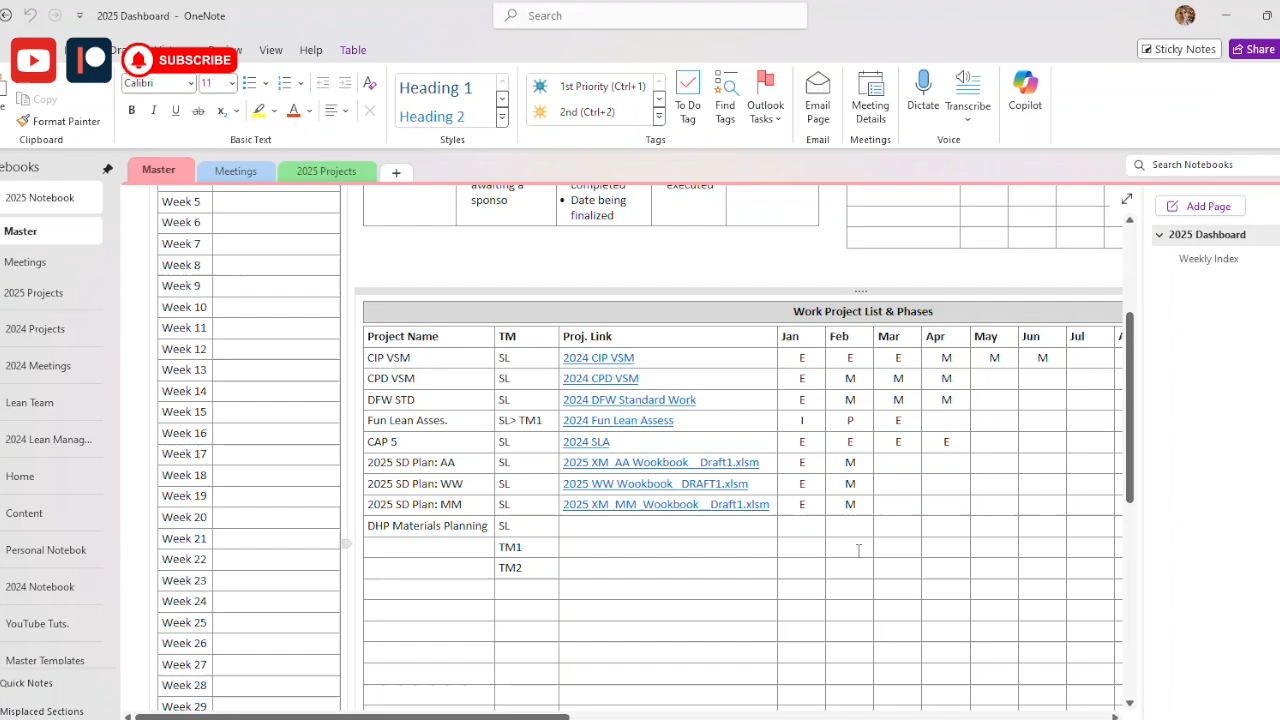 2025 Dashboard - OneNote
Search
View Help Table
Sticky Notes
Share
SUBSCRIBE
Calibri 11
Copy
Format Painter
Clipboard
Basic Text
Heading 1
Heading 2
Styles
1st Priority (Ctrl+1)
2nd (Ctrl+2)
To Do
Tag
Find
Tags
Outlook
Tasks
Tags
Email
Page
Email
Meeting
Details
Meetings
Dictate
Transcribe
Voice
Copilot
ebooks
Master
Meetings
2025 Projects
+
Search Notebooks
2025 Notebook
Master
Meetings
2025 Projects
2024 Projects
2024 Meetings
Lean Team
2024 Lean Manag...
Home
Content
Personal Notebok
2024 Notebook
YouTube Tuts.
Master Templates
Quick Notes
Misplaced Sections
Week 5
Week 6
Week 7
Week 8
Week 9
Week 10
Week 11
Week 12
Week 13
Week 14
Week 15
Week 16
Week 17
Week 18
Week 19
Week 20
Week 21
Week 22
Week 23
Week 24
Week 25
Week 26
Week 27
Week 28
Week 29
awaiting a
sponso
completed
• Date being
finalized
executed
Work Project List & Phases
Project Name TM Proj. Link Jan Feb Mar Apr May Jun Jul
CIP VSM SL 2024 CIP VSM E E E M M M
CPD VSM SL 2024 CPD VSM E M M M
DFW STD SL 2024 DFW Standard Work E M M M
Fun Lean Asses. SL> TM1 2024 Fun Lean Assess I P E
CAP 5 SL 2024 SLA E E E E
2025 SD Plan: AA SL 2025 XM_AA Wookbook__Draft1.xlsm E M
2025 SD Plan: WW SL 2025 WW Wookbook__DRAFT1.xlsm E M
2025 SD Plan: MM SL 2025 XM_MM_Wookbook__Draft1.xlsm E M
DHP Materials Planning SL
TM1
TM2
Add Page
2025 Dashboard
Weekly Index